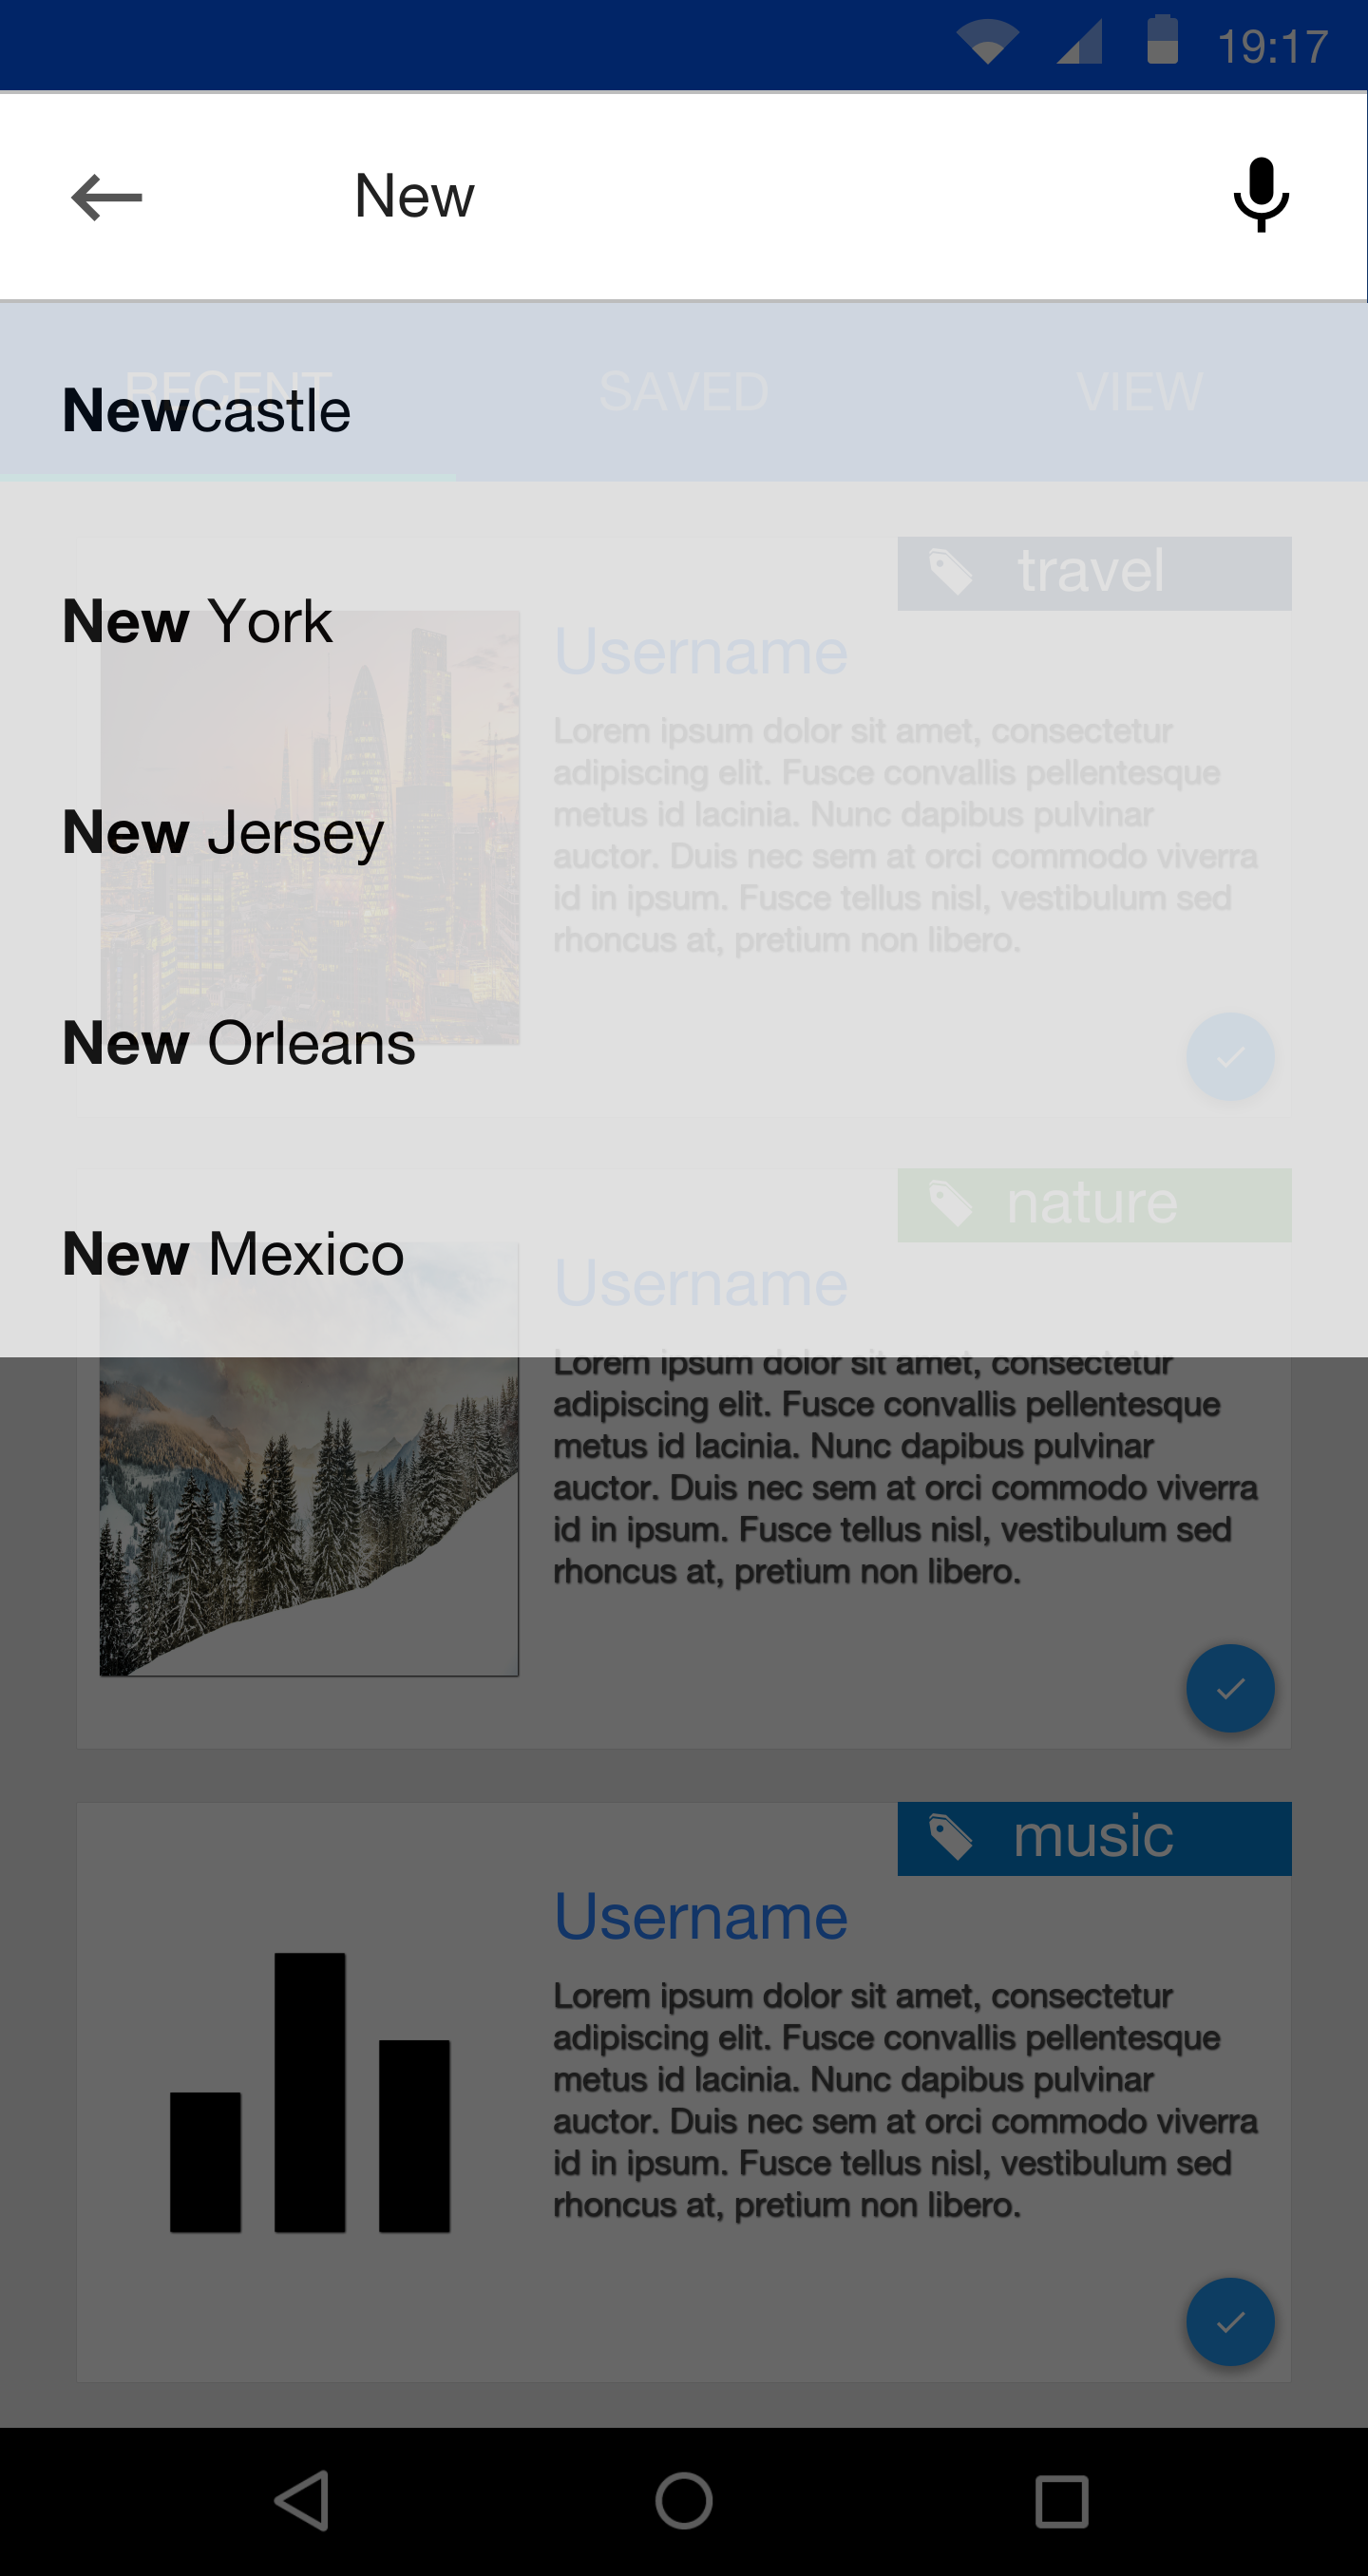 19:17
New
RECENT SAVED VIEW
Newcastle
travel
New York
Username
Lorem ipsum dolor sit amet, consectetur
adipiscing elit. Fusce convallis pellentesque
metus id lacinia. Nunc dapibus pulvinar
auctor. Duis nec sem at orci commodo viverra
id in ipsum. Fusce tellus nisl, vestibulum sed
rhoncus at, pretium non libero.
New Jersey
New Orleans
nature
New Mexico
Username
Lorem ipsum dolor sit amet, consectetur
adipiscing elit. Fusce convallis pellentesque
metus id lacinia. Nunc dapibus pulvinar
auctor. Duis nec sem at orci commodo viverra
id in ipsum. Fusce tellus nisl, vestibulum sed
rhoncus at, pretium non libero.
music
Username
Lorem ipsum dolor sit amet, consectetur
adipiscing elit. Fusce convallis pellentesque
metus id lacinia. Nunc dapibus pulvinar
auctor. Duis nec sem at orci commodo viverra
id in ipsum. Fusce tellus nisl, vestibulum sed
rhoncus at, pretium non libero.